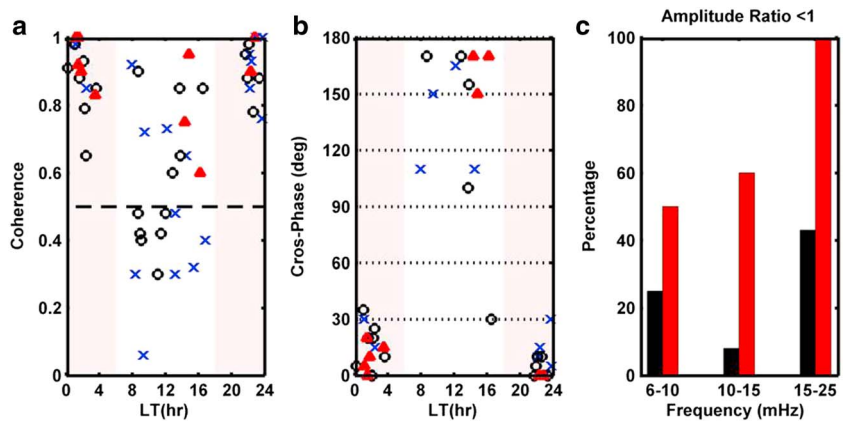 a
1
0.8
0.6
0.4
0.2
0
Coherence
0 4 8 12 16 20 24
LT(hr)
b
180
150
120
90
60
30
0
Cros-Phase (deg)
0 4 8 12 16 20 24
LT(hr)
c
Amplitude Ratio <1
100
80
60
40
20
0
Percentage
6-10 10-15 15-25
Frequency (mHz)